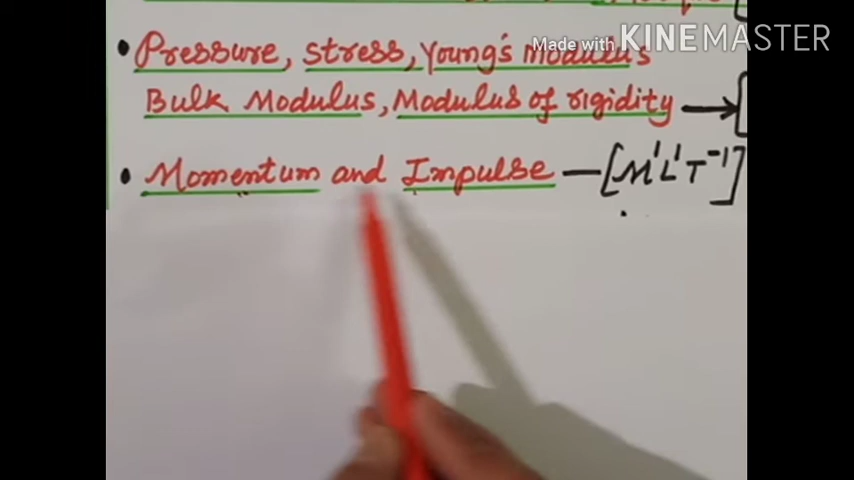 Made with KINEMASTER
• Pressure, Stress, Young's Modulus
Bulk Modulus, Modulus of rigidity →
• Momentum and Impulse — [M¹L¹T⁻¹]